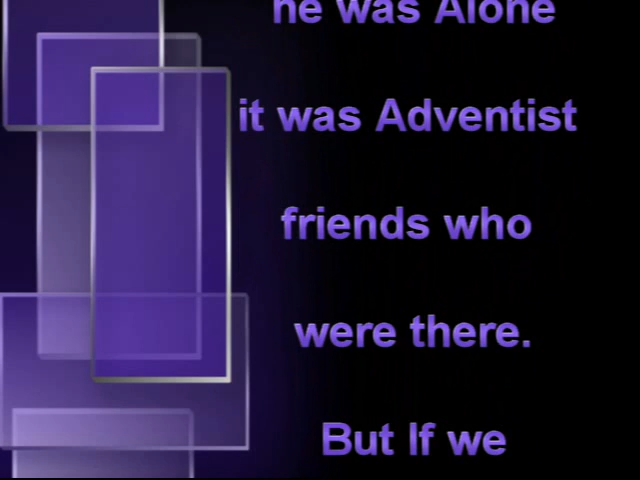 he was Alone
it was Adventist
friends who
were there.
But If we